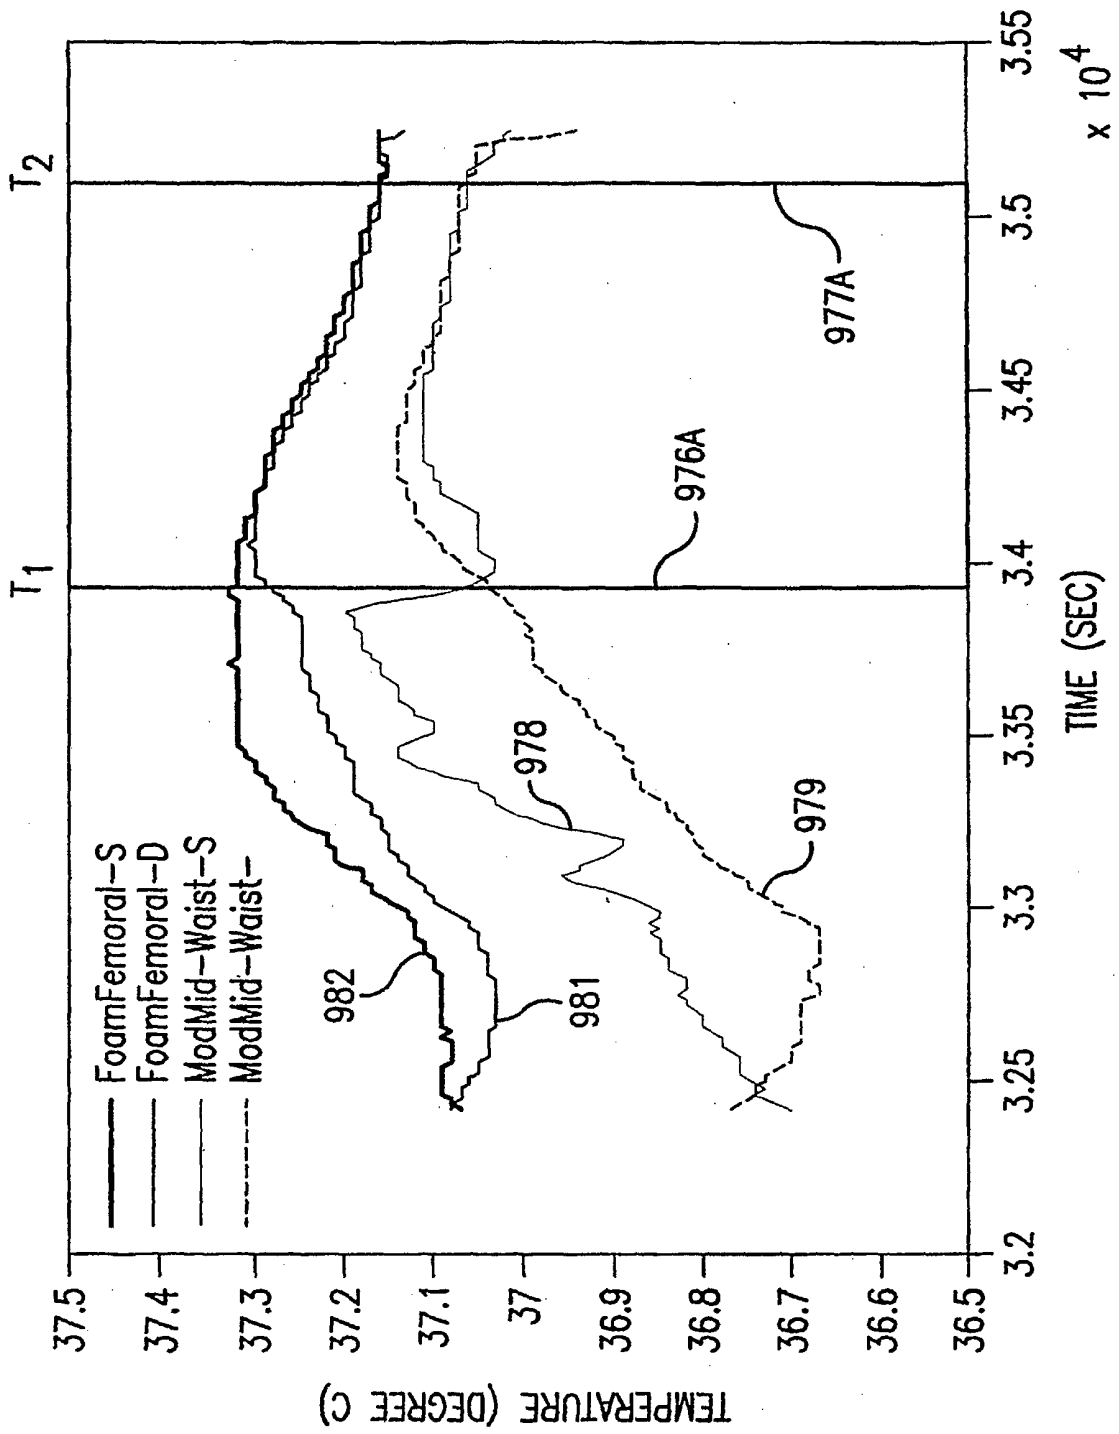 T1
T2
37.5
37.4
37.3
37.2
37.1
37
36.9
36.8
36.7
36.6
36.5
TEMPERATURE (DEGREE C)
FoamFemoral-S
FoamFemoral-D
ModMid-Waist-S
ModMid-Waist-
982
981
978
979
976A
977A
3.2
3.25
3.3
3.35
3.4
3.45
3.5
3.55
TIME (SEC)
x 10^4